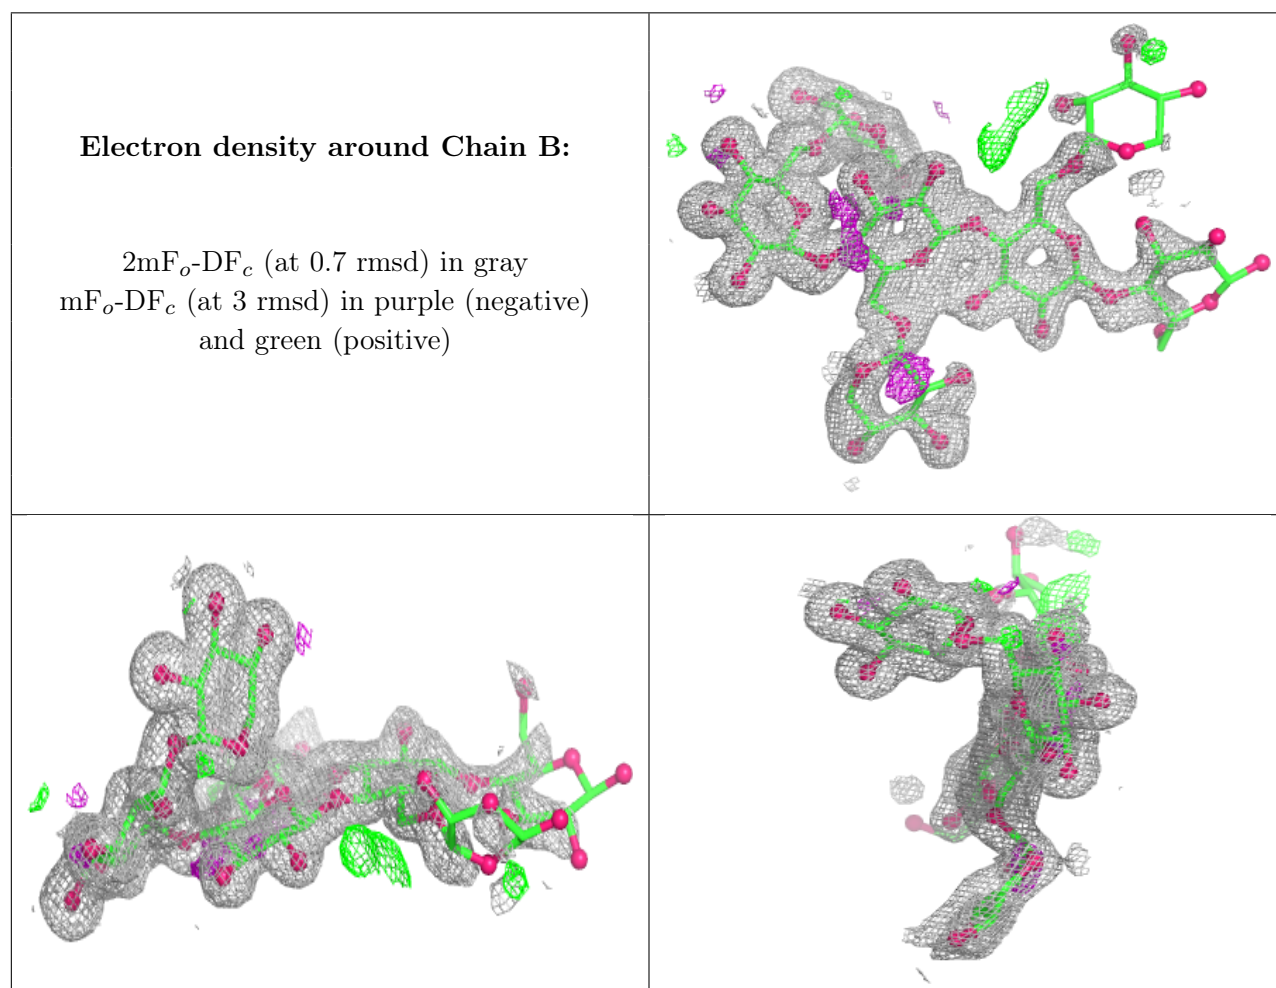 Electron density around Chain B:
2mFo-DFc (at 0.7 rmsd) in gray
mFo-DFc (at 3 rmsd) in purple (negative)
and green (positive)